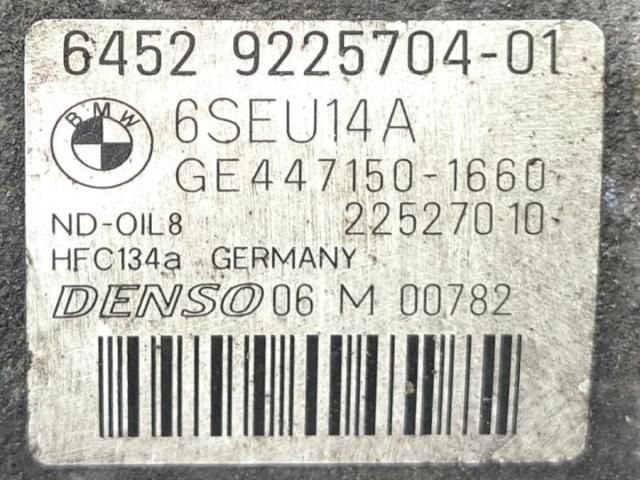 6452 9225704-01
BMW
6SEU14A
GE447150-1660
ND-OIL8 22527010
HFC134a GERMANY
DENSO 06 M 00782